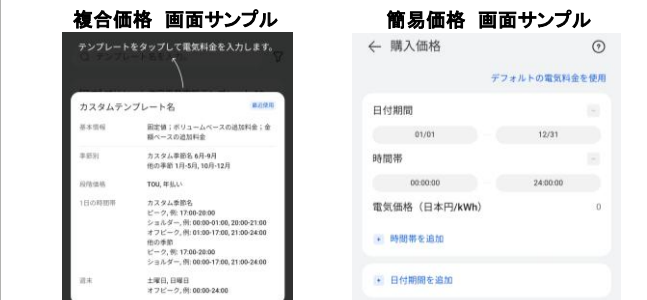 複合価格 画面サンプル
テンプレートをタップして電気料金を入力します。
カスタムテンプレート名
最近使用
基本情報
固定値；ボリュームベースの追加料金；金
額ベースの追加料金
季節別
カスタム季節名 6月-9月
他の季節 1月-5月, 10月-12月
段階価格
TOU, 年払い
1日の時間帯
カスタム季節名
ピーク, 例: 17:00-20:00
ショルダー, 例: 00:00-01:00, 20:00-21:00
オフピーク, 例: 01:00-17:00, 21:00-24:00
他の季節
ピーク, 例: 17:00-20:00
ショルダー, 例: 00:00-17:00, 21:00-24:00
週末
土曜日, 日曜日
オフピーク, 例: 00:00-24:00
簡易価格 画面サンプル
← 購入価格
デフォルトの電気料金を使用
日付期間
01/01
12/31
時間帯
00:00:00
24:00:00
電気価格（日本円/kWh）
0
+ 時間帯を追加
+ 日付期間を追加